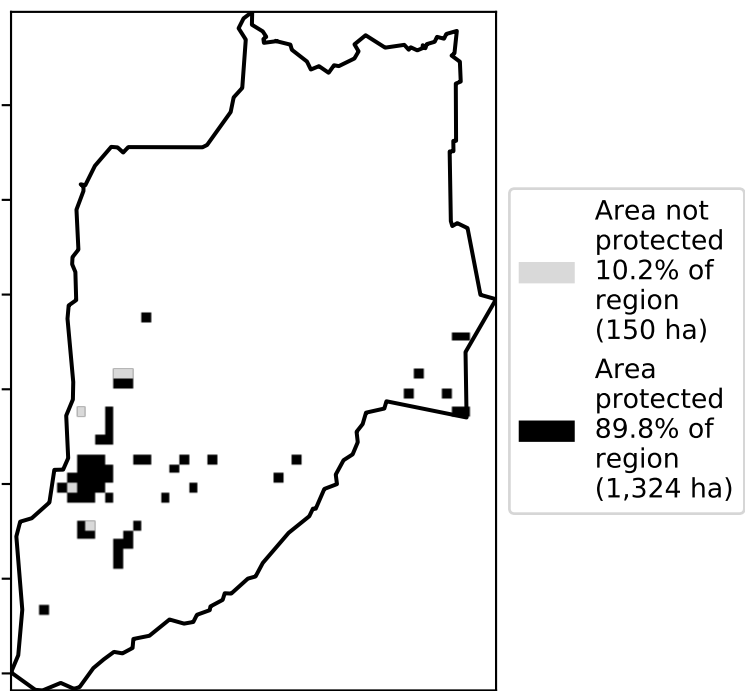 Area not
protected
10.2% of
region
(150 ha)
Area
protected
89.8% of
region
(1,324 ha)